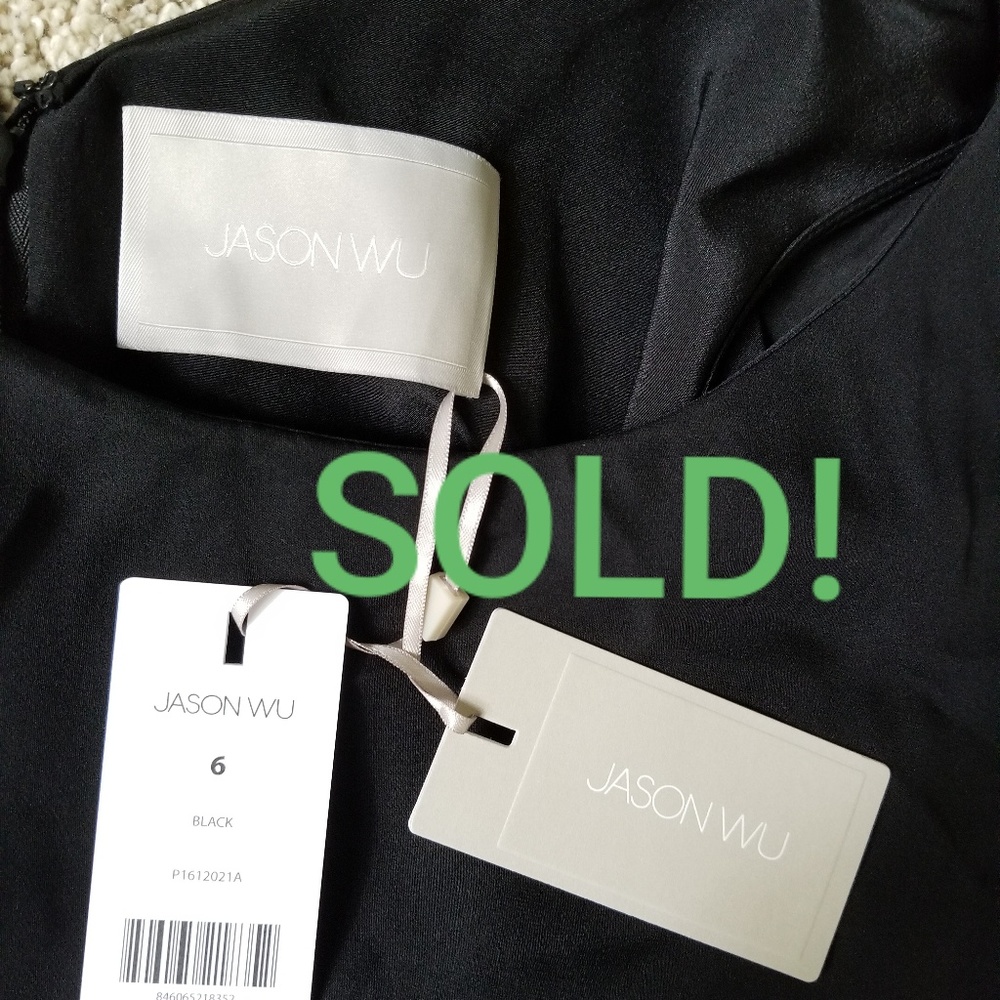 JASON WU
SOLD!
JASON WU
6
BLACK
P1612021A
846065218352
JASON WU